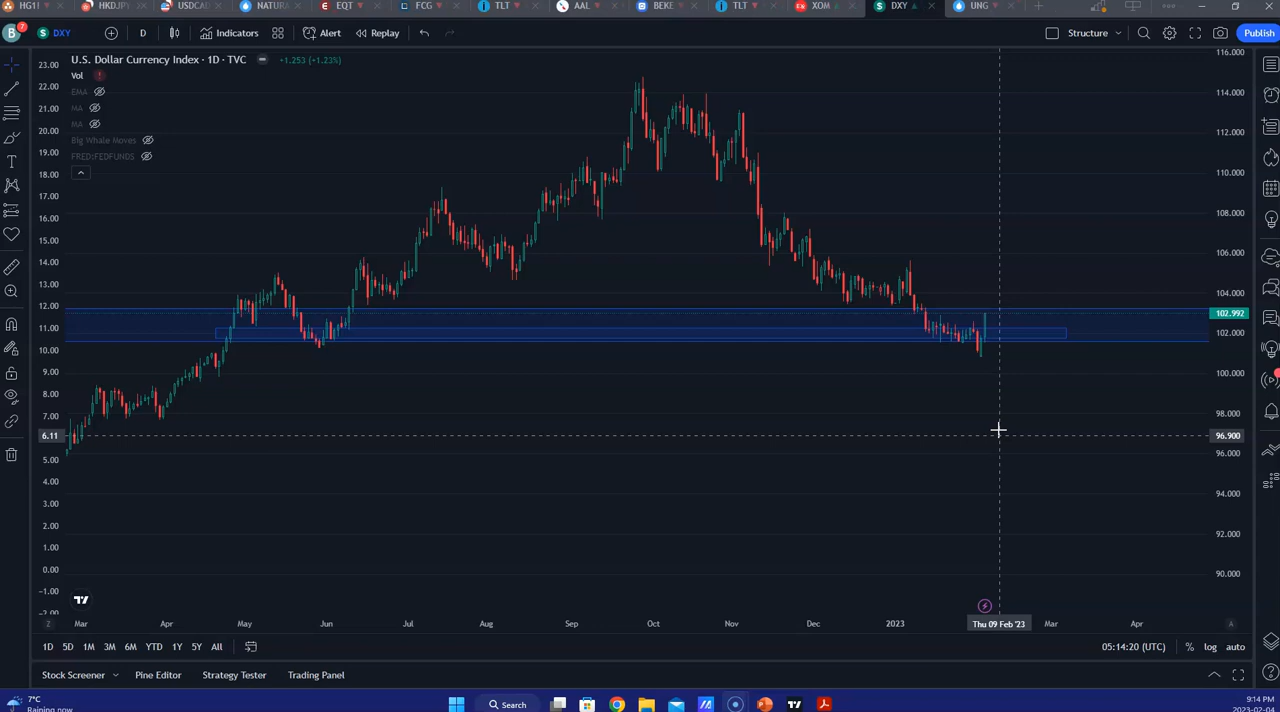 HG1! HKDJPY USDCAD NATURA EQT FCG TLT AAL BEKE TLT XOM DXY UNG
B 7 $ DXY D Indicators Alert Replay Structure Publish
U.S. Dollar Currency Index · 1D · TVC +1.253 (+1.23%)
Vol
EMA
MA
MA
Big Whale Moves
FRED:FEDFUNDS
23.00
22.00
21.00
20.00
19.00
18.00
17.00
16.00
15.00
14.00
13.00
12.00
11.00
10.00
9.00
8.00
7.00
6.11
5.00
4.00
3.00
2.00
1.00
0.00
−1.00
116.000
114.000
112.000
110.000
108.000
106.000
104.000
102.992
102.000
100.000
98.000
96.900
96.000
94.000
92.000
90.000
Z Mar Apr May Jun Jul Aug Sep Oct Nov Dec 2023 Thu 09 Feb '23 Mar Apr A
1D 5D 1M 3M 6M YTD 1Y 5Y All 05:14:20 (UTC) % log auto
Stock Screener Pine Editor Strategy Tester Trading Panel
7°C
Raining now
Search
9:14 PM
2023-02-04